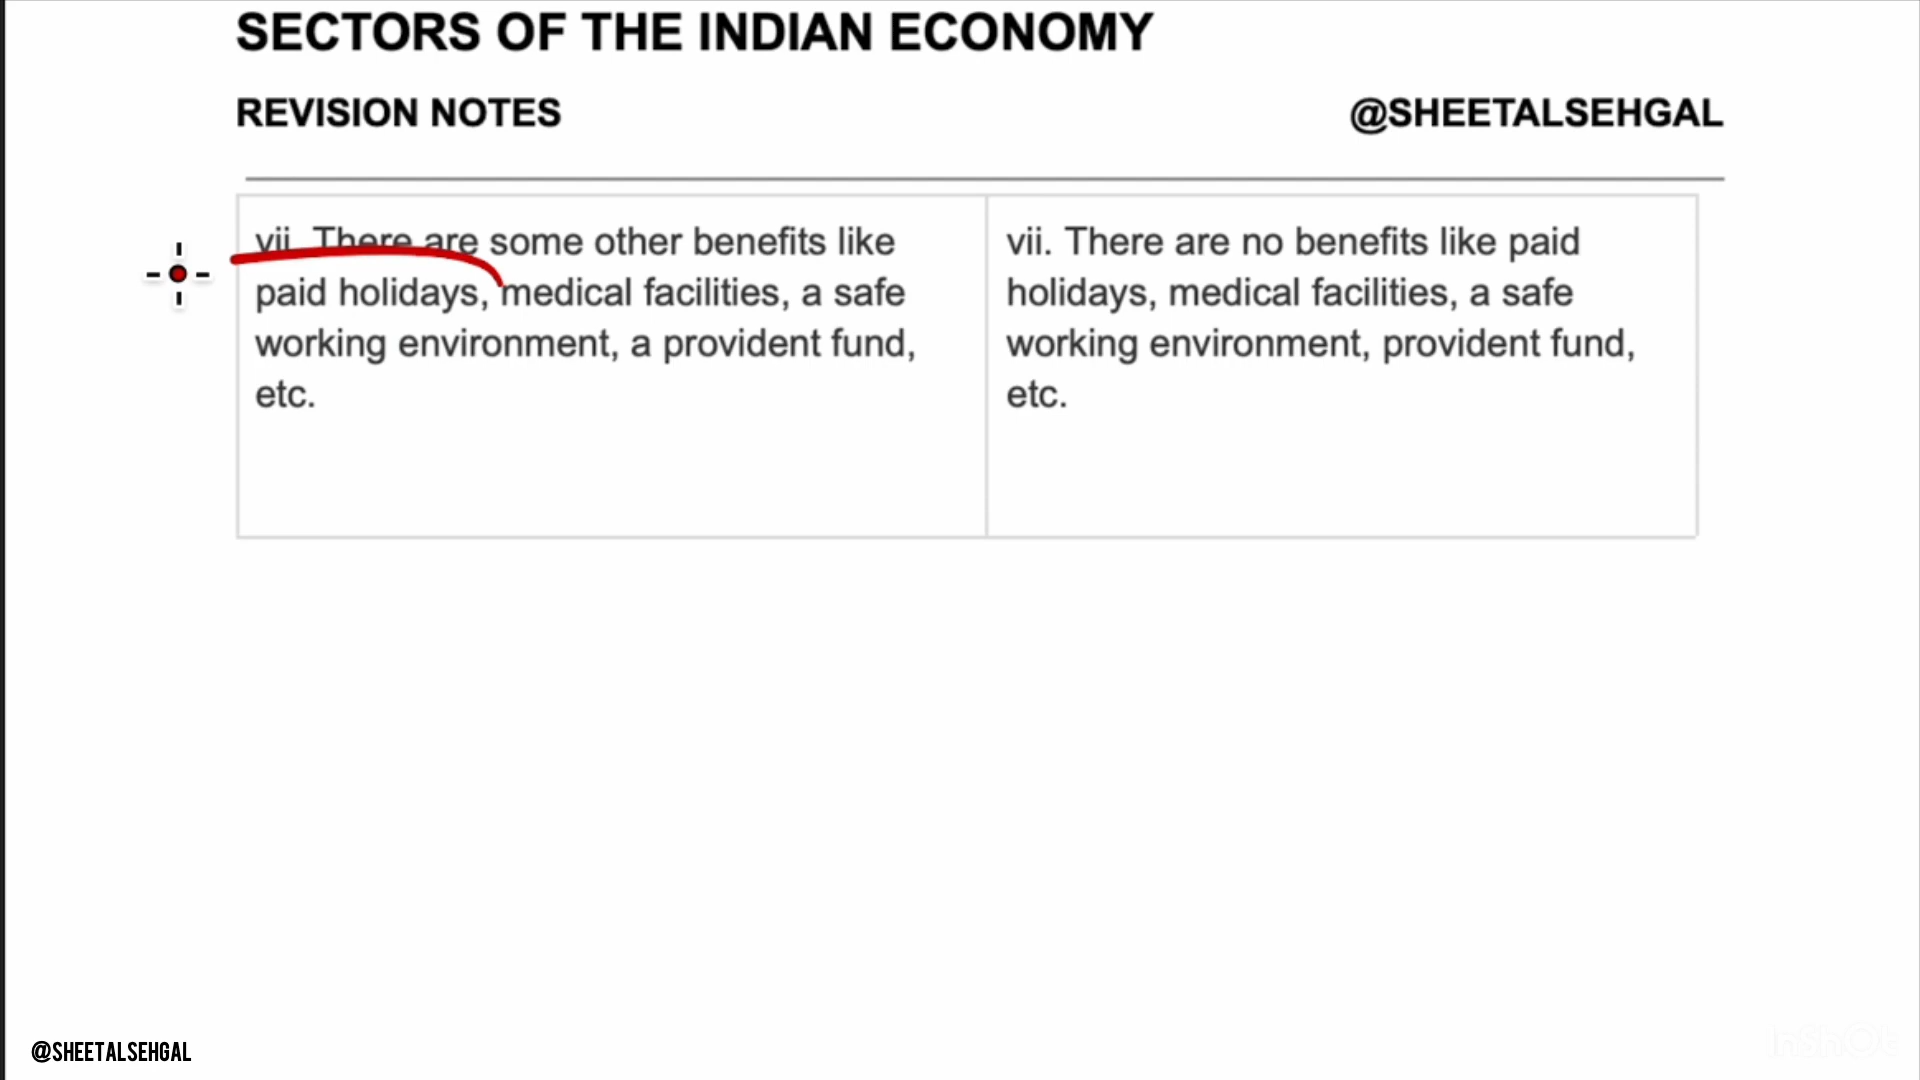 SECTORS OF THE INDIAN ECONOMY
REVISION NOTES
@SHEETALSEHGAL
vii. There are some other benefits like
paid holidays, medical facilities, a safe
working environment, a provident fund,
etc.
vii. There are no benefits like paid
holidays, medical facilities, a safe
working environment, provident fund,
etc.
@SHEETALSEHGAL
InShOt